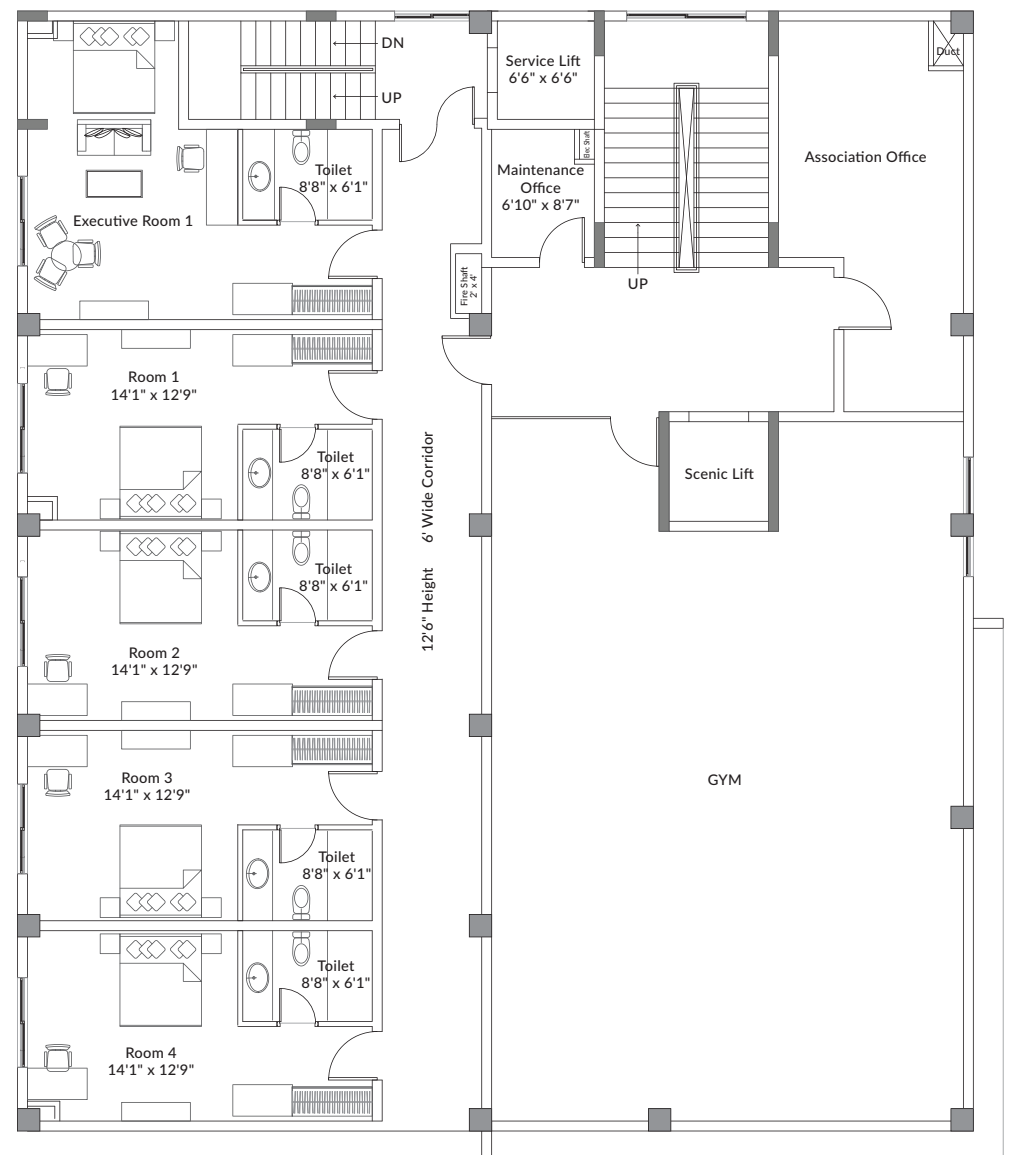 DN
UP
Service Lift
6'6" x 6'6"
Duct
Elec Shaft
Association Office
Toilet
8'8" x 6'1"
Maintenance
Office
6'10" x 8'7"
Executive Room 1
Fire Shaft
2' x 4'
UP
Room 1
14'1" x 12'9"
Toilet
8'8" x 6'1"
Scenic Lift
12'6" Height 6' Wide Corridor
Toilet
8'8" x 6'1"
Room 2
14'1" x 12'9"
Room 3
14'1" x 12'9"
GYM
Toilet
8'8" x 6'1"
Toilet
8'8" x 6'1"
Room 4
14'1" x 12'9"